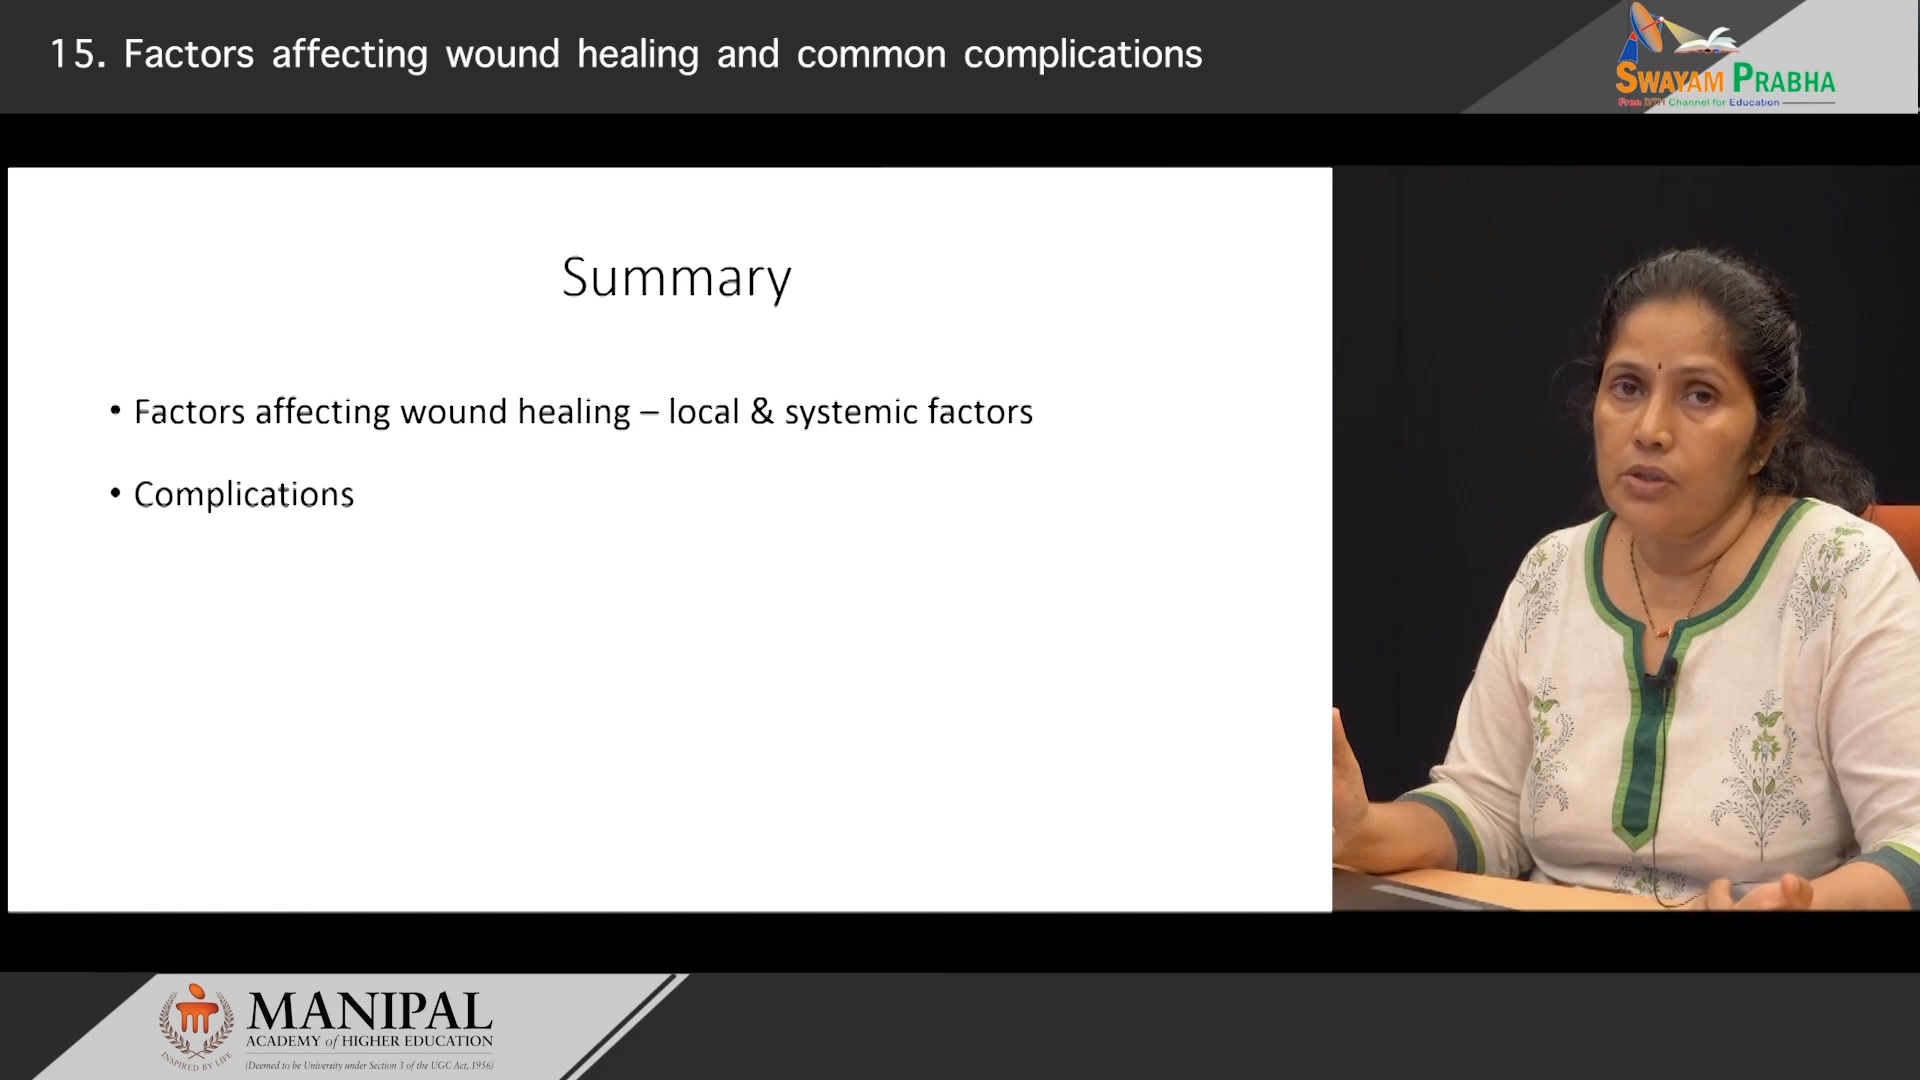 15. Factors affecting wound healing and common complications
SWAYAM PRABHA
Free DTH Channel for Education
Summary
• Factors affecting wound healing – local & systemic factors
• Complications
INSPIRED BY LIFE
MANIPAL
ACADEMY of HIGHER EDUCATION
(Deemed to be University under Section 3 of the UGC Act, 1956)